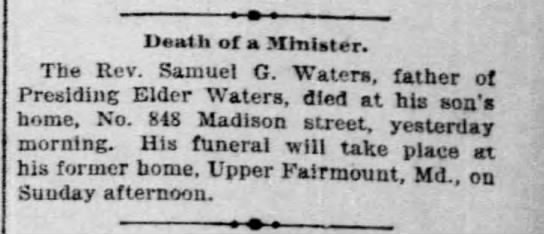 Death of a Minister.
The Rev. Samuel G. Waters, father of
Presiding Elder Waters, died at his son's
home, No. 848 Madison street, yesterday
morning. His funeral will take place at
his former home, Upper Fairmount, Md., on
Sunday afternoon.